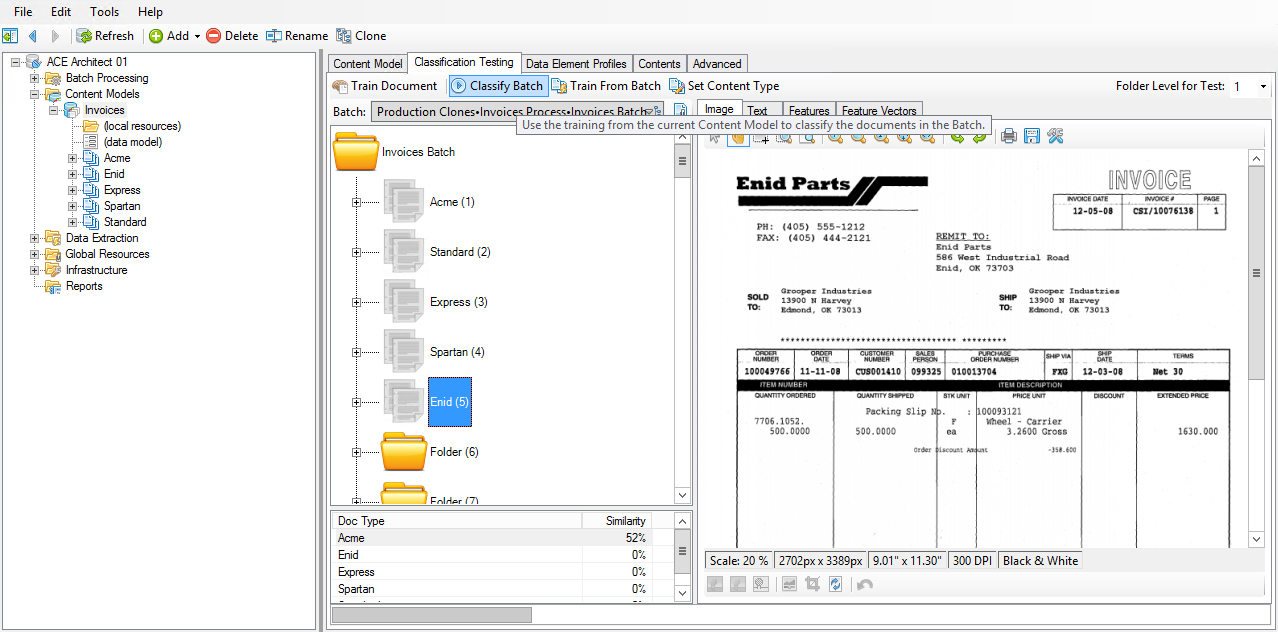 File Edit Tools Help
Refresh Add Delete Rename Clone
ACE Architect 01
Batch Processing
Content Models
Invoices
(local resources)
(data model)
Acme
Enid
Express
Spartan
Standard
Data Extraction
Global Resources
Infrastructure
Reports
Content Model Classification Testing Data Element Profiles Contents Advanced
Train Document Classify Batch Train From Batch Set Content Type Folder Level for Test: 1
Batch: Production Clones•Invoices Process•Invoices Batch
Image Text Features Feature Vectors
Use the training from the current Content Model to classify the documents in the Batch.
Invoices Batch
Acme (1)
Standard (2)
Express (3)
Spartan (4)
Enid (5)
Folder (6)
Folder (7)
Doc Type Similarity
Acme 52%
Enid 0%
Express 0%
Spartan 0%
Enid Parts
INVOICE
INVOICE DATE INVOICE # PAGE
12-05-08 CSI/10076138 1
PH: (405) 555-1212
FAX: (405) 444-2121
REMIT TO:
Enid Parts
586 West Industrial Road
Enid, OK 73703
SOLD TO:
Grooper Industries
13900 N Harvey
Edmond, OK 73013
SHIP TO:
Grooper Industries
13900 N Harvey
Edmond, OK 73013
*********************************** *********
ORDER NUMBER ORDER DATE CUSTOMER NUMBER SALES PERSON PURCHASE ORDER NUMBER SHIP VIA SHIP DATE TERMS
100049766 11-11-08 CUS001410 099325 010013704 FXG 12-03-08 Net 30
ITEM NUMBER ITEM DESCRIPTION
QUANTITY ORDERED QUANTITY SHIPPED STK UNIT PRICE UNIT DISCOUNT EXTENDED PRICE
Packing Slip No. : 100093121
7706.1052. F Wheel - Carrier
500.0000 500.0000 ea 3.2600 Gross 1630.000
Order Discount Amount -358.600
Scale: 20 % 2702px x 3389px 9.01" x 11.30" 300 DPI Black & White